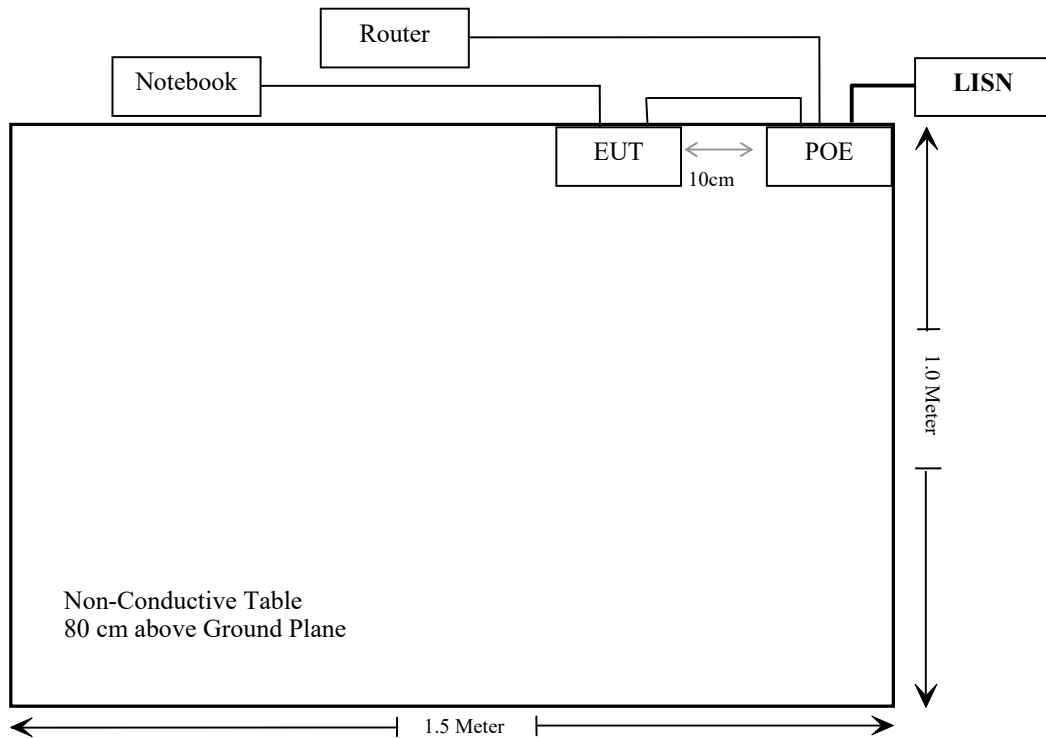 Router
Notebook
LISN
EUT
POE
10cm
1.0 Meter
Non-Conductive Table
80 cm above Ground Plane
1.5 Meter